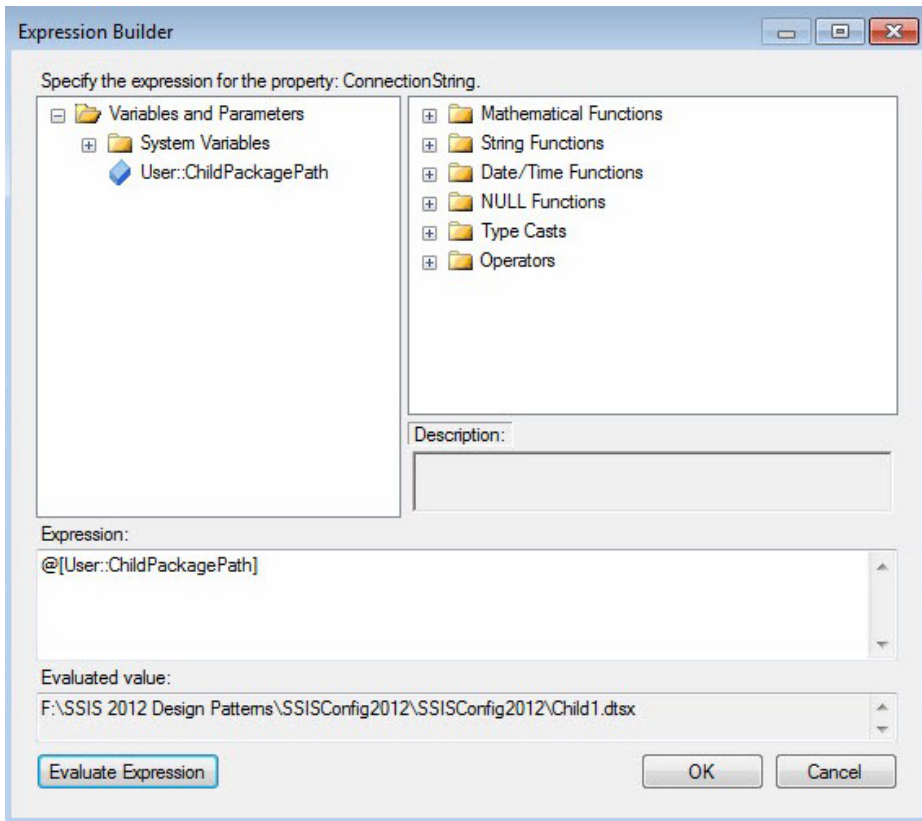 Expression Builder
Specify the expression for the property: ConnectionString.
Variables and Parameters
System Variables
User::ChildPackagePath
Mathematical Functions
String Functions
Date/Time Functions
NULL Functions
Type Casts
Operators
Description:
Expression:
@[User::ChildPackagePath]
Evaluated value:
F:\SSIS 2012 Design Patterns\SSISConfig2012\SSISConfig2012\Child1.dtsx
Evaluate Expression
OK
Cancel